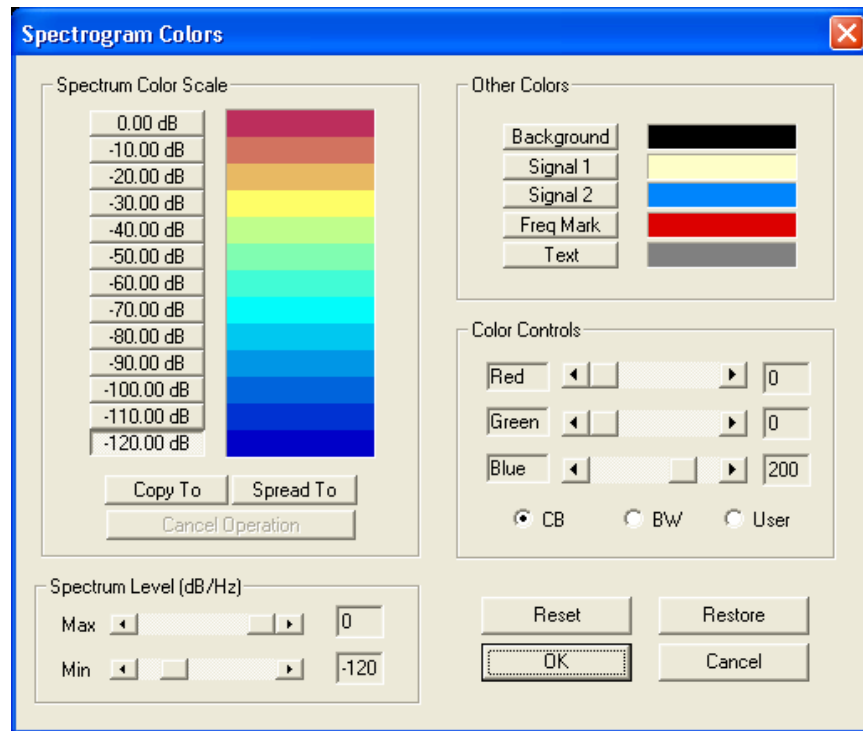 Spectrogram Colors
Spectrum Color Scale
0.00 dB
-10.00 dB
-20.00 dB
-30.00 dB
-40.00 dB
-50.00 dB
-60.00 dB
-70.00 dB
-80.00 dB
-90.00 dB
-100.00 dB
-110.00 dB
-120.00 dB
Copy To
Spread To
Cancel Operation
Other Colors
Background
Signal 1
Signal 2
Freq Mark
Text
Color Controls
Red 0
Green 0
Blue 200
CB BW User
Spectrum Level (dB/Hz)
Max 0
Min -120
Reset
Restore
OK
Cancel